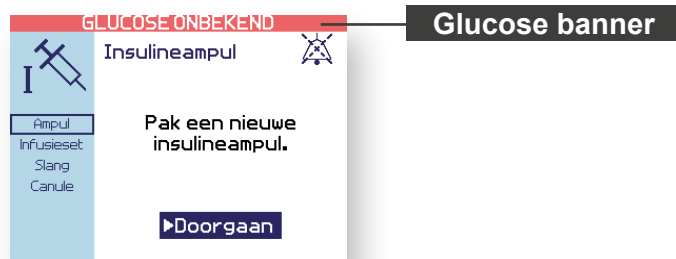 GLUCOSE ONBEKEND
Glucose banner
I
Insulineampul
Ampul
Infusieset
Slang
Canule
Pak een nieuwe
insulineampul.
Doorgaan